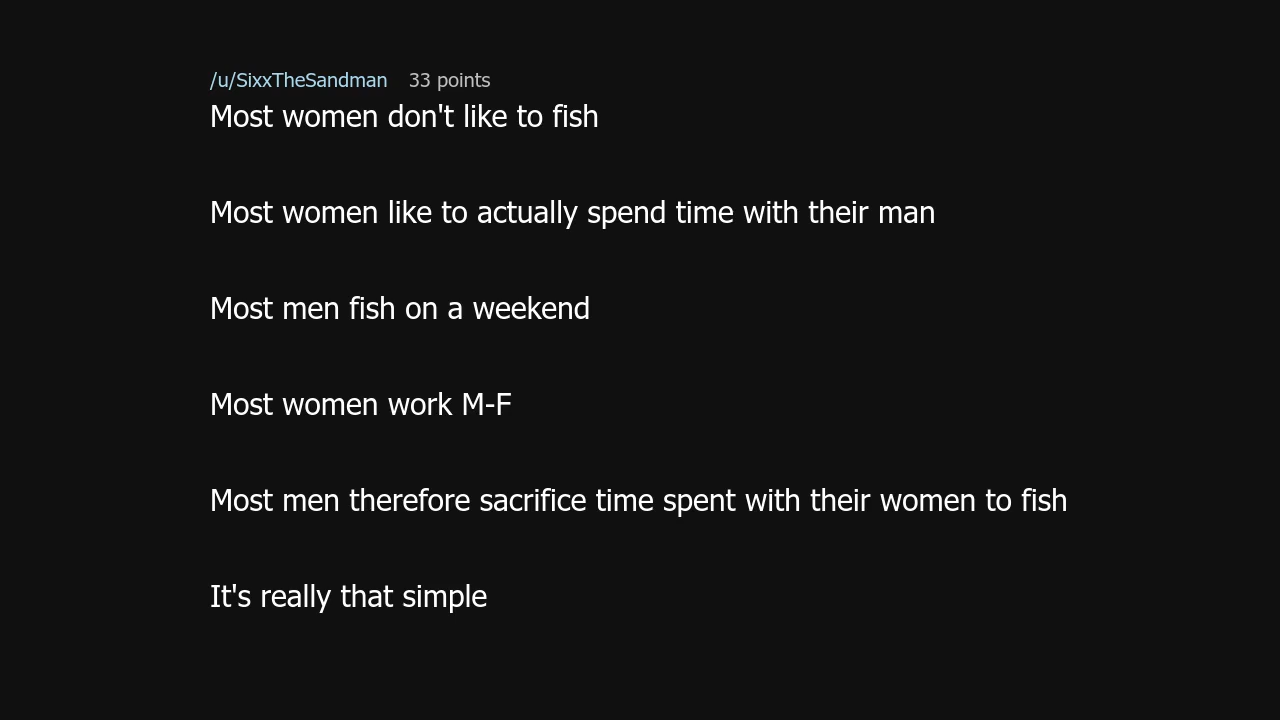 /u/SixxTheSandman 33 points
Most women don't like to fish
Most women like to actually spend time with their man
Most men fish on a weekend
Most women work M-F
Most men therefore sacrifice time spent with their women to fish
It's really that simple